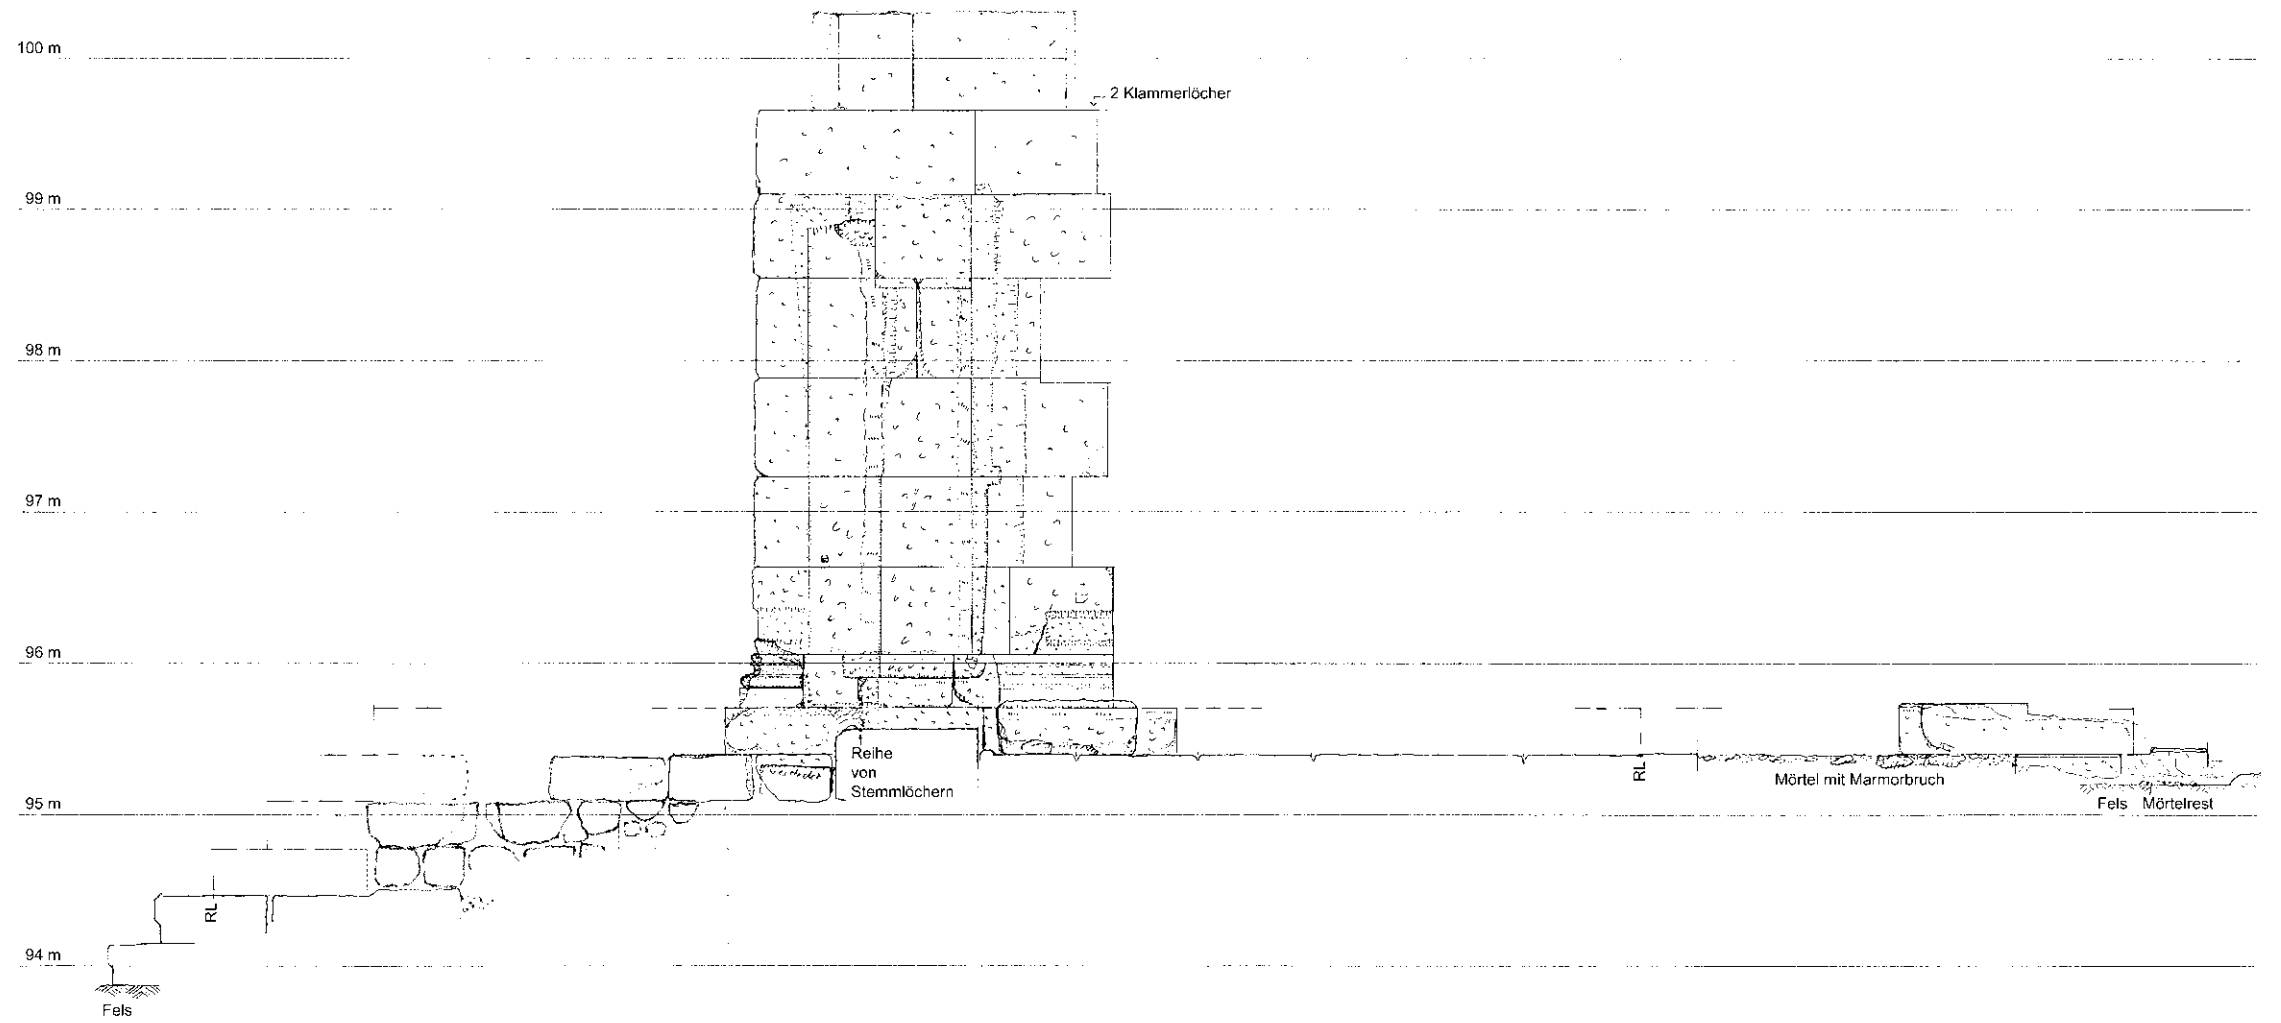 100 m
2 Klammerlöcher
99 m
98 m
97 m
96 m
Reihe
von
Stemmlöchern
RL
Mörtel mit Marmorbruch
95 m
Fels Mörtelrest
RL
94 m
Fels